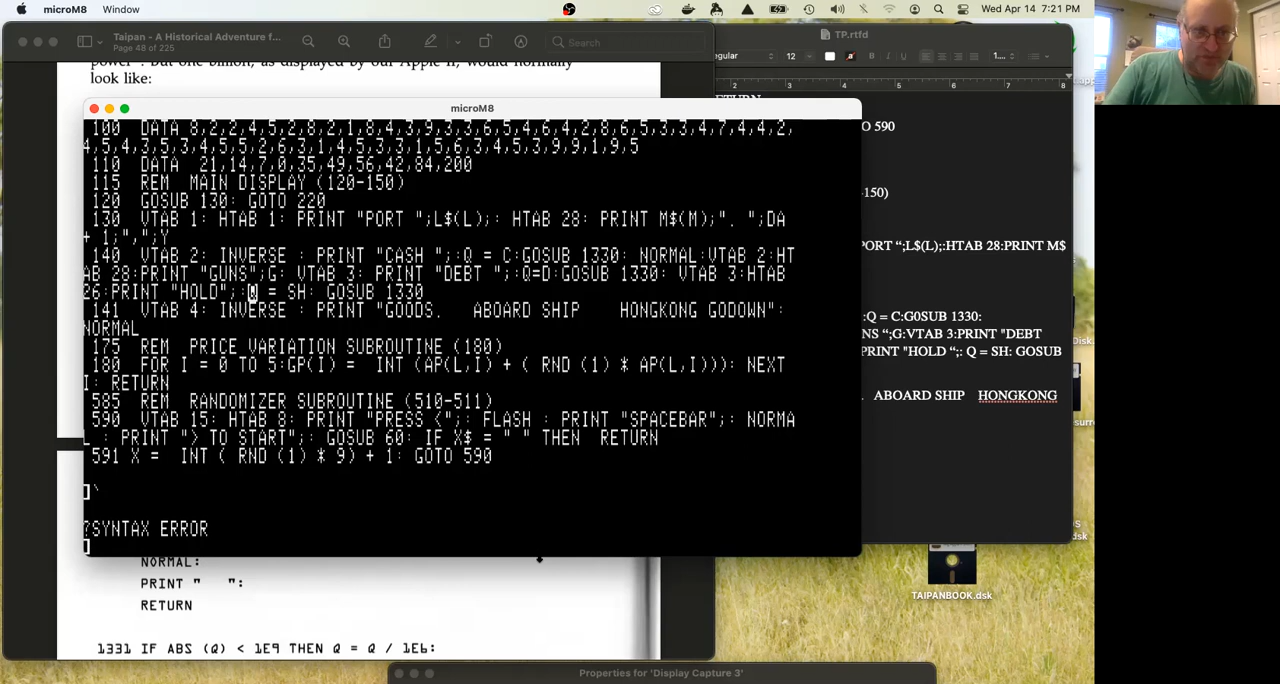 microM8 Window
Wed Apr 14 7:21 PM
Taipan - A Historical Adventure f...
Page 48 of 225
Search
TP.rtfd
egular
12
1....
2 3 4 5 6 7 8
power". But one billion, as displayed by our Apple II, would normally
look like:
microM8
100 DATA 8,2,2,4,5,2,8,2,1,8,4,3,9,3,3,6,5,4,6,4,2,8,6,5,3,3,4,7,4,4,2,
4,5,4,3,5,3,4,5,5,2,6,3,1,4,5,3,3,1,5,6,3,4,5,3,9,9,1,9,5
110 DATA 21,14,7,0,35,49,56,42,84,200
115 REM MAIN DISPLAY (120-150)
120 GOSUB 130: GOTO 220
130 VTAB 1: HTAB 1: PRINT "PORT ";L$(L);: HTAB 28: PRINT M$(M);". ";DA
+ 1;",";Y
140 VTAB 2: INVERSE : PRINT "CASH ";:Q = C:GOSUB 1330: NORMAL:VTAB 2:HT
AB 28:PRINT "GUNS";G: VTAB 3: PRINT "DEBT ";:Q=D:GOSUB 1330: VTAB 3:HTAB
26:PRINT "HOLD";:Q = SH: GOSUB 1330
141 VTAB 4: INVERSE : PRINT "GOODS. ABOARD SHIP HONGKONG GODOWN":
NORMAL
175 REM PRICE VARIATION SUBROUTINE (180)
180 FOR I = 0 TO 5:GP(I) = INT (AP(L,I) + ( RND (1) * AP(L,I))): NEXT
I: RETURN
585 REM RANDOMIZER SUBROUTINE (510-511)
590 VTAB 15: HTAB 8: PRINT "PRESS <";: FLASH : PRINT "SPACEBAR";: NORMA
L : PRINT "> TO START";: GOSUB 60: IF X$ = " " THEN RETURN
591 X = INT ( RND (1) * 9) + 1: GOTO 590
]`
?SYNTAX ERROR
]
O 590
-150)
PORT “;L$(L);:HTAB 28:PRINT M$
:Q = C:G0SUB 1330:
NS “;G:VTAB 3:PRINT "DEBT
PRINT "HOLD “;: Q = SH: GOSUB
ABOARD SHIP HONGKONG
NORMAL:
PRINT " ":
RETURN
1331 IF ABS (Q) < 1E9 THEN Q = Q / 1E6:
TAIPANBOOK.dsk
Properties for 'Display Capture 3'